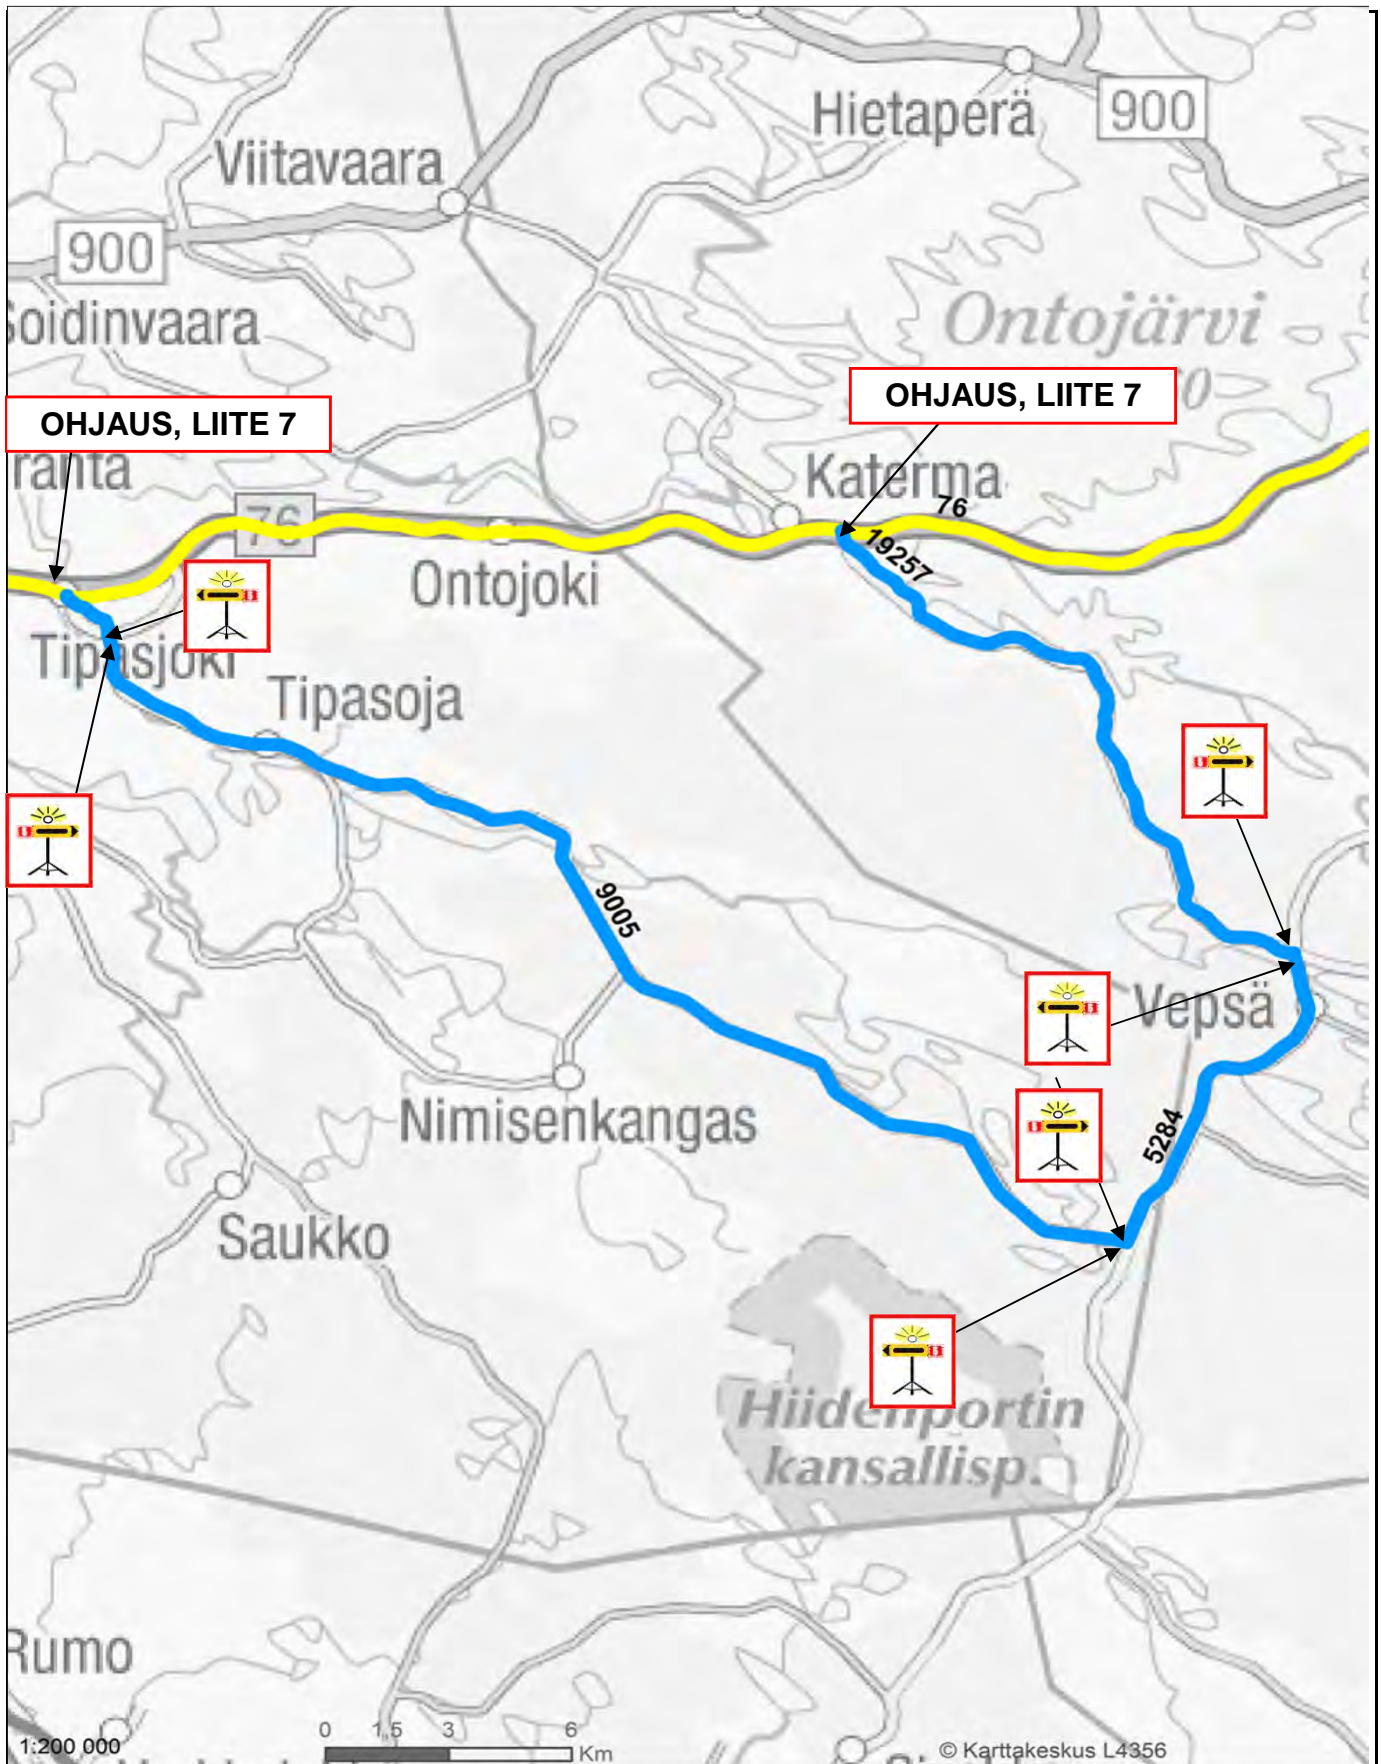 Hietaperä
900
Viitavaara
900
Soidinvaara
Ontojärvi
OHJAUS, LIITE 7
OHJAUS, LIITE 7
ranta
Katerma
76
76
19257
Ontojoki
Tipasjoki
Tipasoja
9005
Vepsä
Nimisenkangas
5284
Saukko
Hiidenportin
kansallisp.
Rumo
0 1,5 3 6
Km
1:200 000
© Karttakeskus L4356